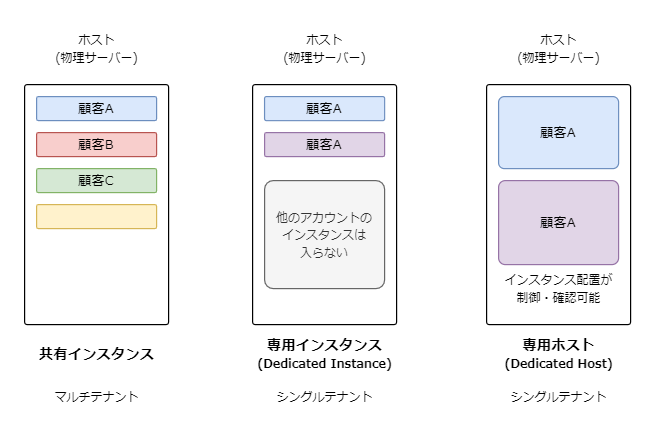 ホスト
(物理サーバー)
顧客A
顧客B
顧客C
共有インスタンス
マルチテナント
ホスト
(物理サーバー)
顧客A
顧客A
他のアカウントの
インスタンスは
入らない
専用インスタンス
(Dedicated Instance)
シングルテナント
ホスト
(物理サーバー)
顧客A
顧客A
インスタンス配置が
制御・確認可能
専用ホスト
(Dedicated Host)
シングルテナント